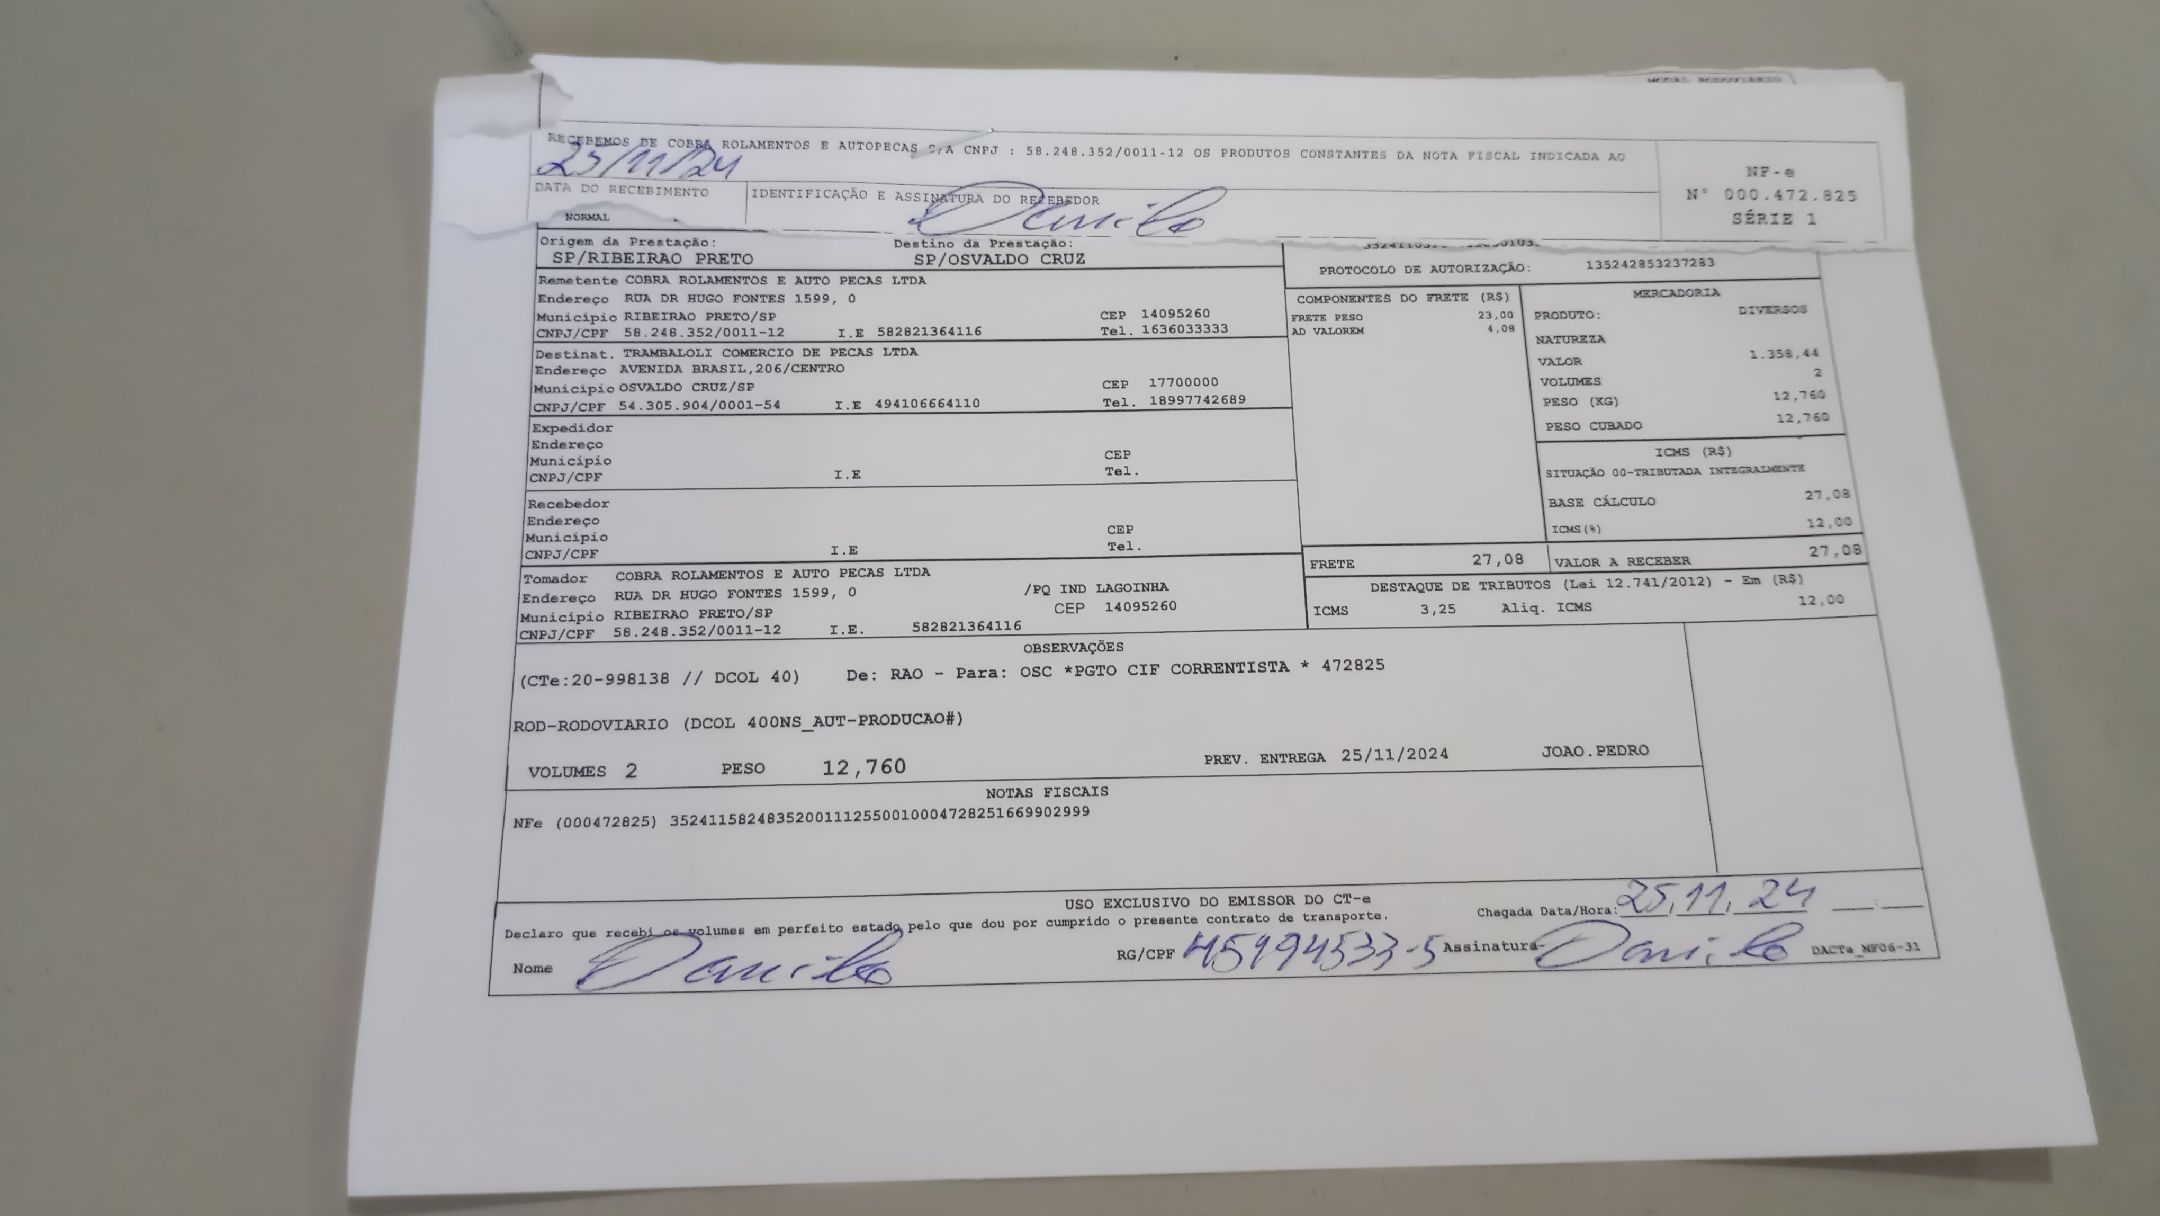 MODAL RODOVIARIO
RECEBEMOS DE COBRA ROLAMENTOS E AUTOPECAS S/A CNPJ : 58.248.352/0011-12 OS PRODUTOS CONSTANTES DA NOTA FISCAL INDICADA AO
25/11/24
DATA DO RECEBIMENTO IDENTIFICAÇÃO E ASSINATURA DO RECEBEDOR
Danilo
NF-e
Nº 000.472.825
SÉRIE 1
NORMAL
Origem da Prestação: Destino da Prestação:
SP/RIBEIRAO PRETO SP/OSVALDO CRUZ
PROTOCOLO DE AUTORIZAÇÃO: 135242853237283
Remetente COBRA ROLAMENTOS E AUTO PECAS LTDA
Endereço RUA DR HUGO FONTES 1599, 0
Município RIBEIRAO PRETO/SP CEP 14095260
CNPJ/CPF 58.248.352/0011-12 I.E 582821364116 Tel. 1636033333
Destinat. TRAMBALOLI COMERCIO DE PECAS LTDA
Endereço AVENIDA BRASIL,206/CENTRO
Município OSVALDO CRUZ/SP CEP 17700000
CNPJ/CPF 54.305.904/0001-54 I.E 494106664110 Tel. 18997742689
Expedidor
Endereço
Município CEP
CNPJ/CPF I.E Tel.
Recebedor
Endereço
Município CEP
CNPJ/CPF I.E Tel.
Tomador COBRA ROLAMENTOS E AUTO PECAS LTDA
Endereço RUA DR HUGO FONTES 1599, 0 /PQ IND LAGOINHA
Município RIBEIRAO PRETO/SP CEP 14095260
CNPJ/CPF 58.248.352/0011-12 I.E. 582821364116
COMPONENTES DO FRETE (R$)
FRETE PESO 23,00
AD VALOREM 4,08
MERCADORIA
PRODUTO: DIVERSOS
NATUREZA
VALOR 1.358,44
VOLUMES 2
PESO (KG) 12,760
PESO CUBADO 12,760
ICMS (R$)
SITUAÇÃO 00-TRIBUTADA INTEGRALMENTE
BASE CÁLCULO 27,08
ICMS(%) 12,00
FRETE 27,08 VALOR A RECEBER 27,08
DESTAQUE DE TRIBUTOS (Lei 12.741/2012) - Em (R$)
ICMS 3,25 Aliq. ICMS 12,00
OBSERVAÇÕES
(CTe:20-998138 // DCOL 40) De: RAO - Para: OSC *PGTO CIF CORRENTISTA * 472825
ROD-RODOVIARIO (DCOL 400NS_AUT-PRODUCAO#)
VOLUMES 2 PESO 12,760 PREV. ENTREGA 25/11/2024 JOAO.PEDRO
NOTAS FISCAIS
NFe (000472825) 35241158248352001112550010004728251669902999
USO EXCLUSIVO DO EMISSOR DO CT-e
Declaro que recebi os volumes em perfeito estado pelo que dou por cumprido o presente contrato de transporte. Chegada Data/Hora: 25,11,24 __:__
Nome Danilo RG/CPF 45994533-5 Assinatura Danilo DACTe_MF06-31